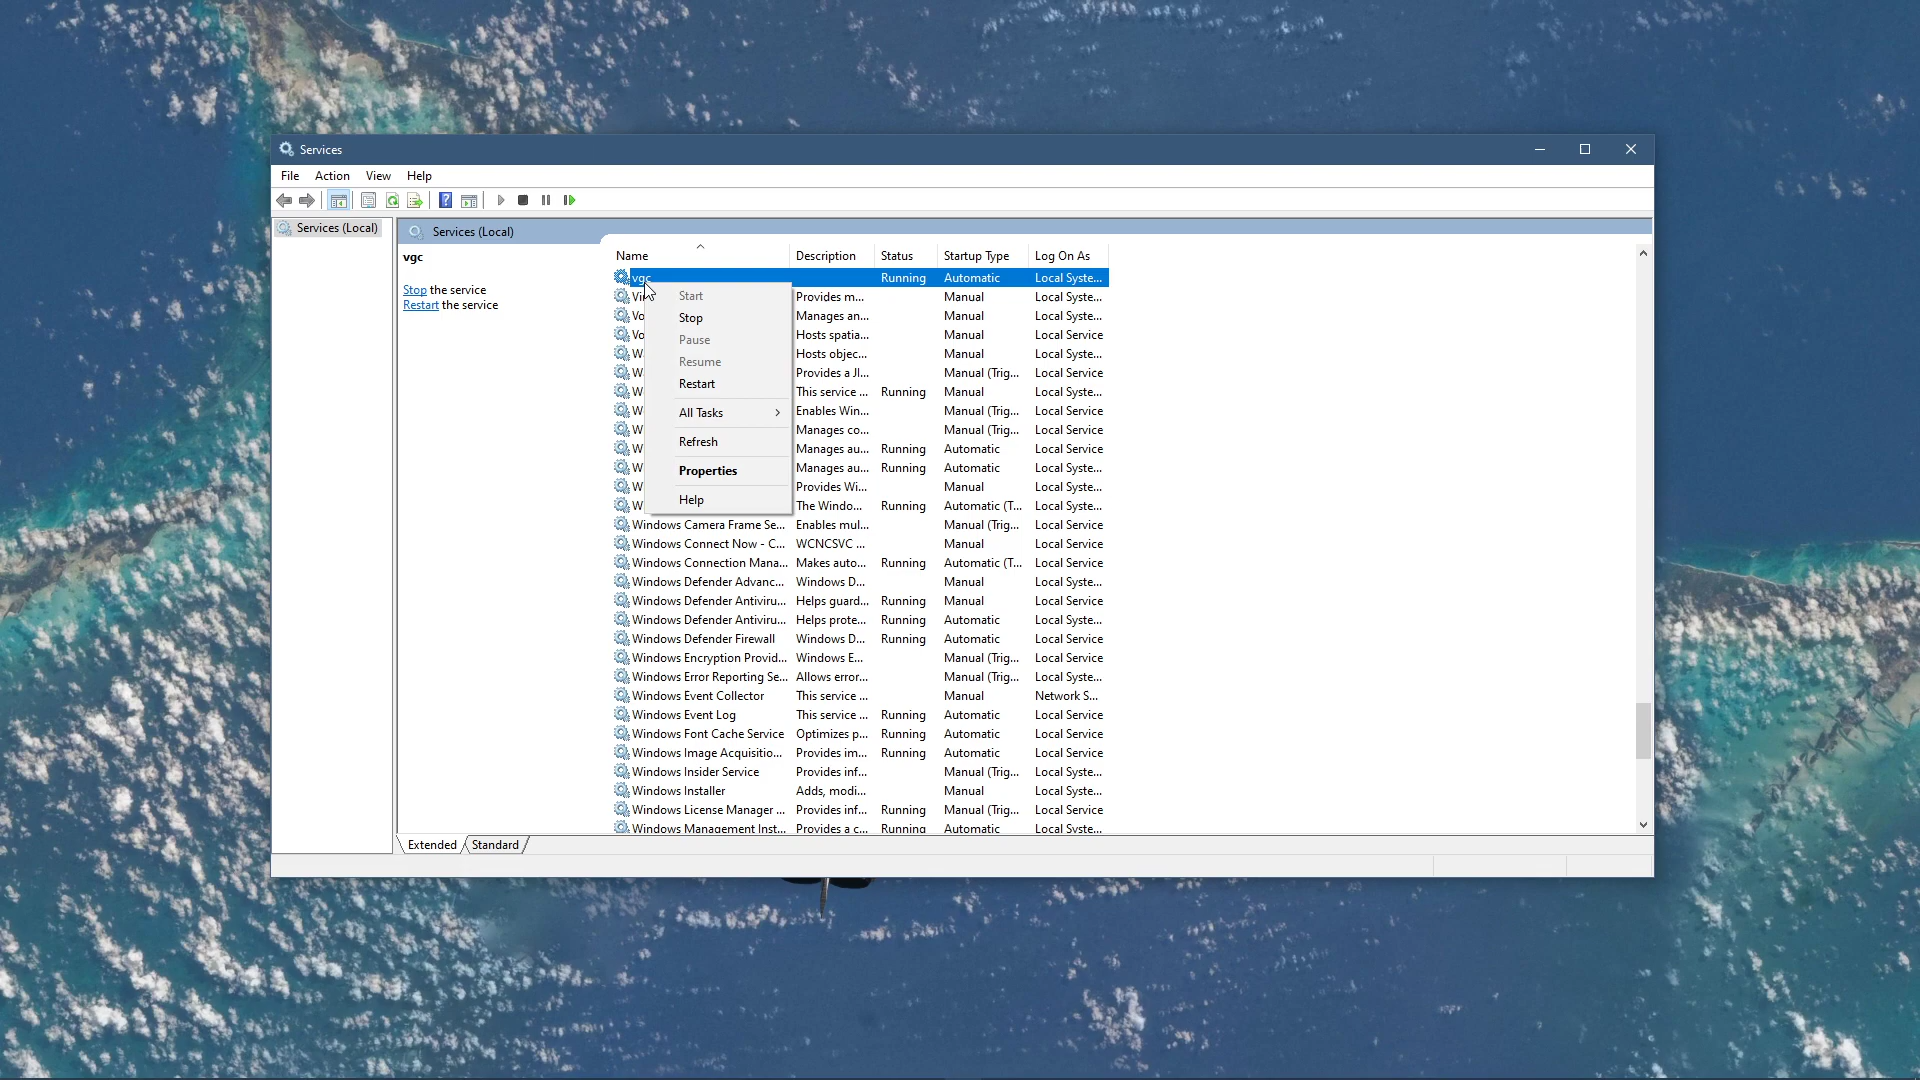 Services
File Action View Help
Services (Local)
Services (Local)
vgc
Stop the service
Restart the service
Name Description Status Startup Type Log On As
vgc Running Automatic Local Syste...
Start
Stop
Pause
Resume
Restart
All Tasks
Refresh
Properties
Help
Vi Provides m... Manual Local Syste...
Vo Manages an... Manual Local Syste...
Vo Hosts spatia... Manual Local Service
W Hosts objec... Manual Local Syste...
W Provides a JI... Manual (Trig... Local Syste...
W This service ... Running Manual Local Syste...
W Enables Win... Manual (Trig... Local Service
W Manages co... Manual (Trig... Local Service
W Manages au... Running Automatic Local Service
W Manages au... Running Automatic Local Syste...
W Provides Wi... Manual Local Syste...
W The Windo... Running Automatic (T... Local Syste...
Windows Camera Frame Se... Enables mul... Manual (Trig... Local Service
Windows Connect Now - C... WCNCSVC ... Manual Local Service
Windows Connection Mana... Makes auto... Running Automatic (T... Local Service
Windows Defender Advanc... Windows D... Manual Local Syste...
Windows Defender Antiviru... Helps guard... Running Manual Local Service
Windows Defender Antiviru... Helps prote... Running Automatic Local Syste...
Windows Defender Firewall Windows D... Running Automatic Local Service
Windows Encryption Provid... Windows E... Manual (Trig... Local Service
Windows Error Reporting Se... Allows error... Manual (Trig... Local Syste...
Windows Event Collector This service ... Manual Network S...
Windows Event Log This service ... Running Automatic Local Service
Windows Font Cache Service Optimizes p... Running Automatic Local Service
Windows Image Acquisitio... Provides im... Running Automatic Local Service
Windows Insider Service Provides inf... Manual (Trig... Local Syste...
Windows Installer Adds, modi... Manual Local Syste...
Windows License Manager ... Provides inf... Running Manual (Trig... Local Service
Windows Management Inst... Provides a c... Running Automatic Local Syste...
Extended Standard